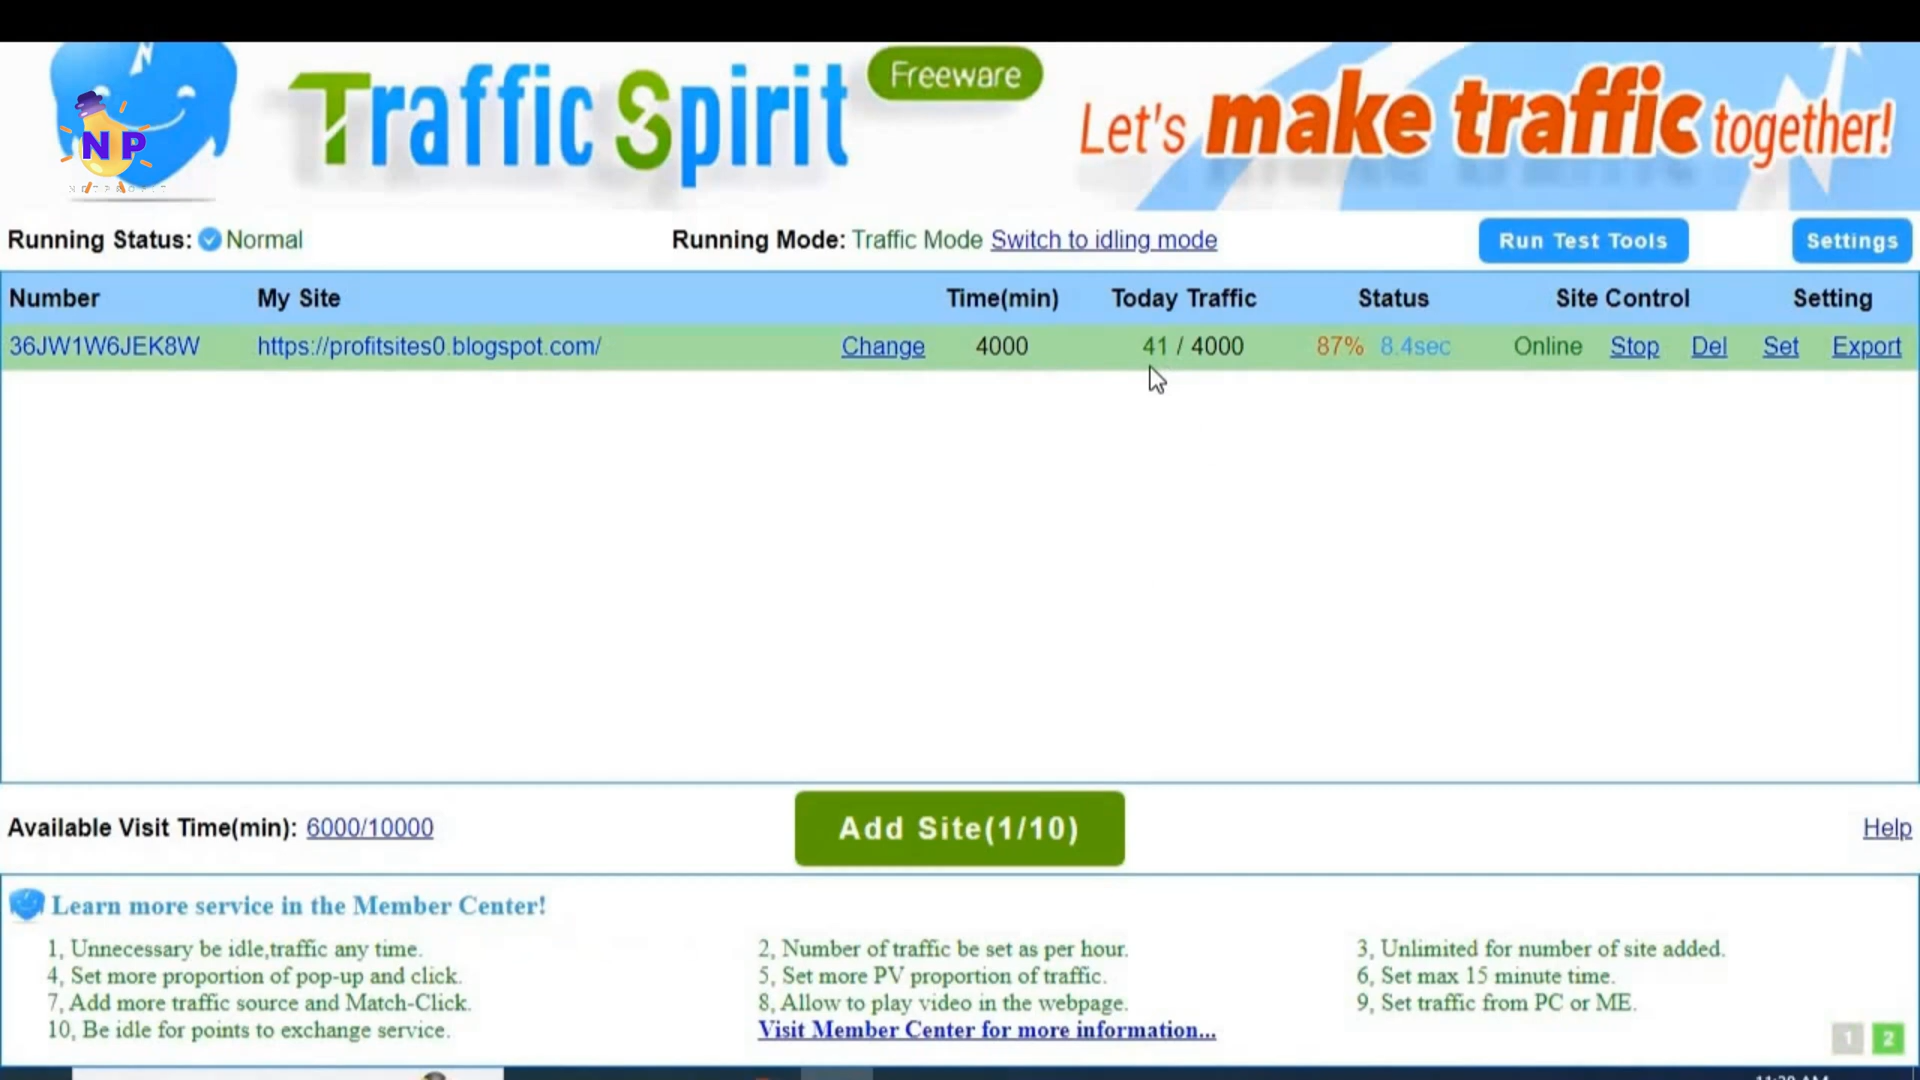 N
NP
NETPROFIT
Traffic Spirit
Freeware
Let's make traffic together!
Running Status: Normal
Running Mode: Traffic Mode Switch to idling mode
Run Test Tools
Settings
Number My Site Time(min) Today Traffic Status Site Control Setting
36JW1W6JEK8W https://profitsites0.blogspot.com/ Change 4000 41 / 4000 87% 8.4sec Online Stop Del Set Export
Available Visit Time(min): 6000/10000
Add Site(1/10)
Help
Learn more service in the Member Center!
1, Unnecessary be idle,traffic any time. 2, Number of traffic be set as per hour. 3, Unlimited for number of site added.
4, Set more proportion of pop-up and click. 5, Set more PV proportion of traffic. 6, Set max 15 minute time.
7, Add more traffic source and Match-Click. 8, Allow to play video in the webpage. 9, Set traffic from PC or ME.
10, Be idle for points to exchange service. Visit Member Center for more information...
1 2